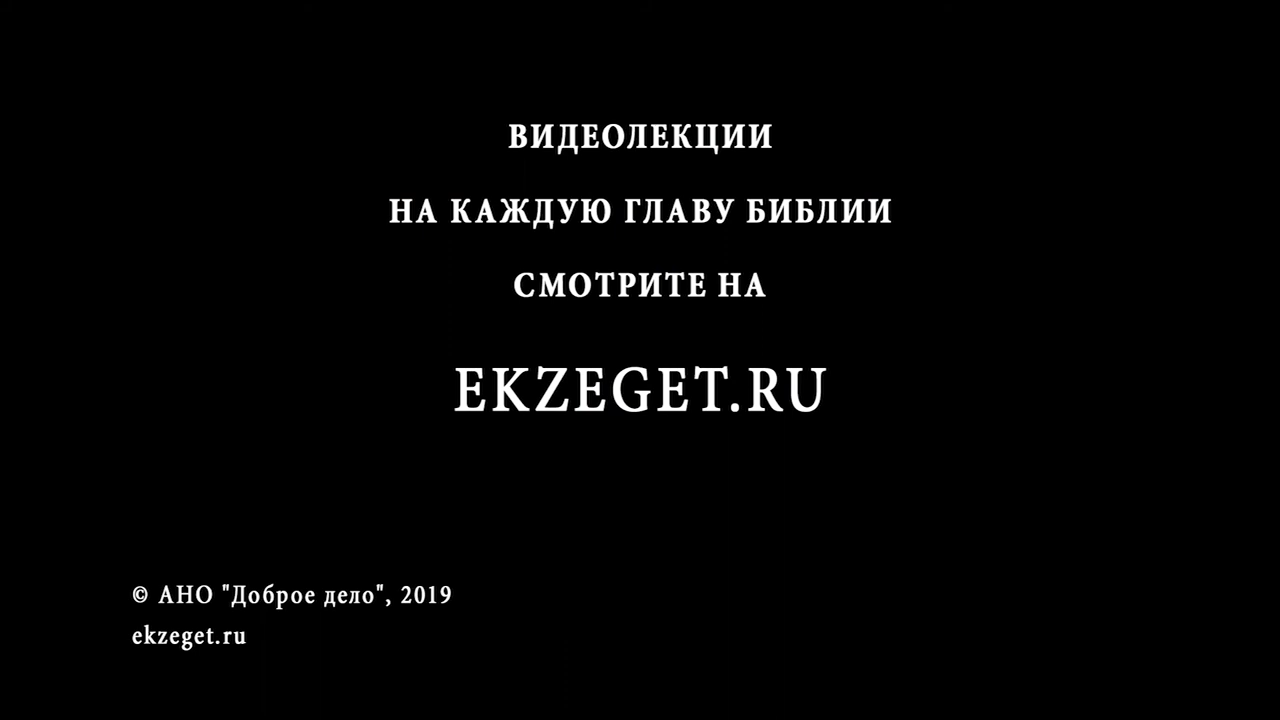 ВИДЕОЛЕКЦИИ
НА КАЖДУЮ ГЛАВУ БИБЛИИ
СМОТРИТЕ НА
EKZEGET.RU
© АНО "Доброе дело", 2019
ekzeget.ru